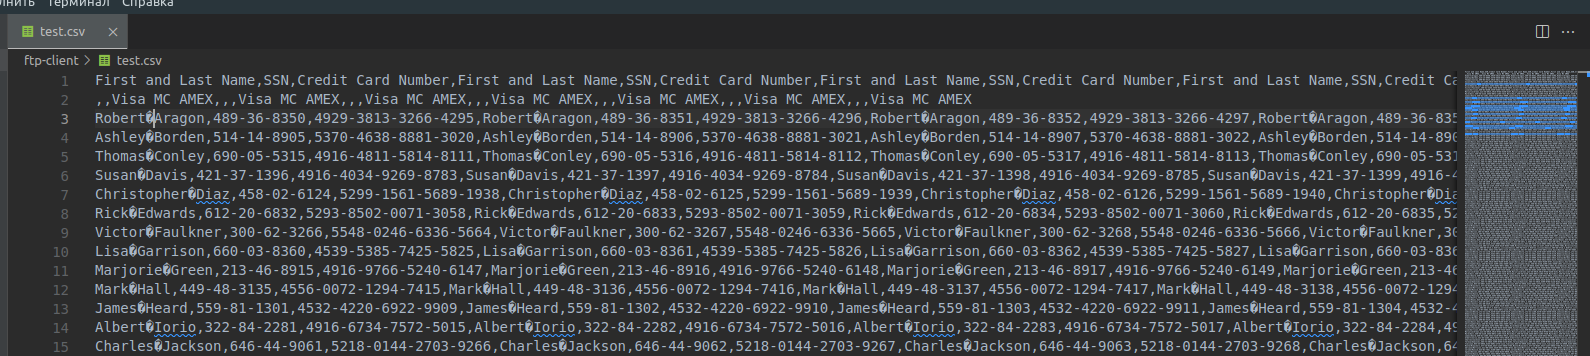 лнить Терминал Справка
test.csv
ftp-client > test.csv
1 First and Last Name,SSN,Credit Card Number,First and Last Name,SSN,Credit Card Number,First and Last Name,SSN,Credit Card Number,First and Last Name,SSN,Credit Ca
2 ,,Visa MC AMEX,,,Visa MC AMEX,,,Visa MC AMEX,,,Visa MC AMEX,,,Visa MC AMEX,,,Visa MC AMEX
3 Robert�Aragon,489-36-8350,4929-3813-3266-4295,Robert�Aragon,489-36-8351,4929-3813-3266-4296,Robert�Aragon,489-36-8352,4929-3813-3266-4297,Robert�Aragon,489-36-835
4 Ashley�Borden,514-14-8905,5370-4638-8881-3020,Ashley�Borden,514-14-8906,5370-4638-8881-3021,Ashley�Borden,514-14-8907,5370-4638-8881-3022,Ashley�Borden,514-14-890
5 Thomas�Conley,690-05-5315,4916-4811-5814-8111,Thomas�Conley,690-05-5316,4916-4811-5814-8112,Thomas�Conley,690-05-5317,4916-4811-5814-8113,Thomas�Conley,690-05-531
6 Susan�Davis,421-37-1396,4916-4034-9269-8783,Susan�Davis,421-37-1397,4916-4034-9269-8784,Susan�Davis,421-37-1398,4916-4034-9269-8785,Susan�Davis,421-37-1399,4916-4
7 Christopher�Diaz,458-02-6124,5299-1561-5689-1938,Christopher�Diaz,458-02-6125,5299-1561-5689-1939,Christopher�Diaz,458-02-6126,5299-1561-5689-1940,Christopher�Dia
8 Rick�Edwards,612-20-6832,5293-8502-0071-3058,Rick�Edwards,612-20-6833,5293-8502-0071-3059,Rick�Edwards,612-20-6834,5293-8502-0071-3060,Rick�Edwards,612-20-6835,52
9 Victor�Faulkner,300-62-3266,5548-0246-6336-5664,Victor�Faulkner,300-62-3267,5548-0246-6336-5665,Victor�Faulkner,300-62-3268,5548-0246-6336-5666,Victor�Faulkner,30
10 Lisa�Garrison,660-03-8360,4539-5385-7425-5825,Lisa�Garrison,660-03-8361,4539-5385-7425-5826,Lisa�Garrison,660-03-8362,4539-5385-7425-5827,Lisa�Garrison,660-03-836
11 Marjorie�Green,213-46-8915,4916-9766-5240-6147,Marjorie�Green,213-46-8916,4916-9766-5240-6148,Marjorie�Green,213-46-8917,4916-9766-5240-6149,Marjorie�Green,213-46
12 Mark�Hall,449-48-3135,4556-0072-1294-7415,Mark�Hall,449-48-3136,4556-0072-1294-7416,Mark�Hall,449-48-3137,4556-0072-1294-7417,Mark�Hall,449-48-3138,4556-0072-1294
13 James�Heard,559-81-1301,4532-4220-6922-9909,James�Heard,559-81-1302,4532-4220-6922-9910,James�Heard,559-81-1303,4532-4220-6922-9911,James�Heard,559-81-1304,4532-4
14 Albert�Iorio,322-84-2281,4916-6734-7572-5015,Albert�Iorio,322-84-2282,4916-6734-7572-5016,Albert�Iorio,322-84-2283,4916-6734-7572-5017,Albert�Iorio,322-84-2284,49
15 Charles�Jackson,646-44-9061,5218-0144-2703-9266,Charles�Jackson,646-44-9062,5218-0144-2703-9267,Charles�Jackson,646-44-9063,5218-0144-2703-9268,Charles�Jackson,64